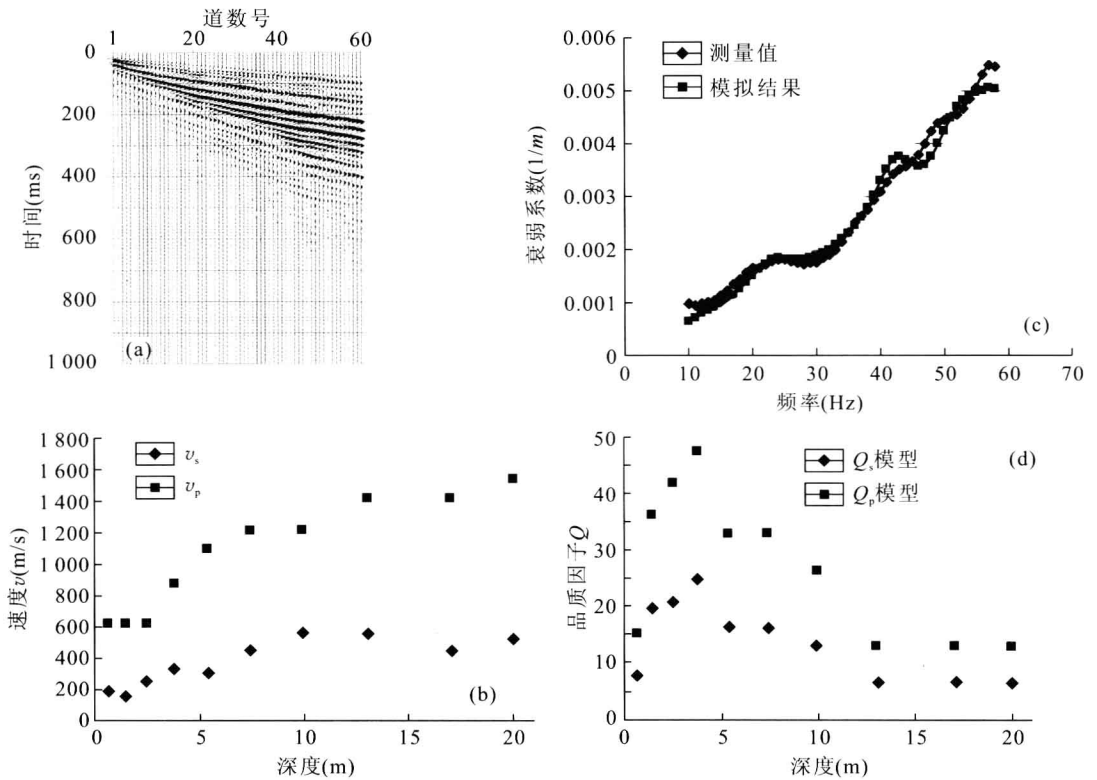 道数号
1 20 40 60
0
200
400
600
800
1 000
时间(ms)
(a)
0.006
0.005
0.004
0.003
0.002
0.001
0
衰弱系数(1/m)
测量值
模拟结果
(c)
0 10 20 30 40 50 60 70
频率(Hz)
1 800
1 600
1 400
1 200
1 000
800
600
400
200
0
速度v(m/s)
vs
vp
(b)
0 5 10 15 20
深度(m)
50
40
30
20
10
0
品质因子Q
Qs模型
Qp模型
(d)
0 5 10 15 20
深度(m)